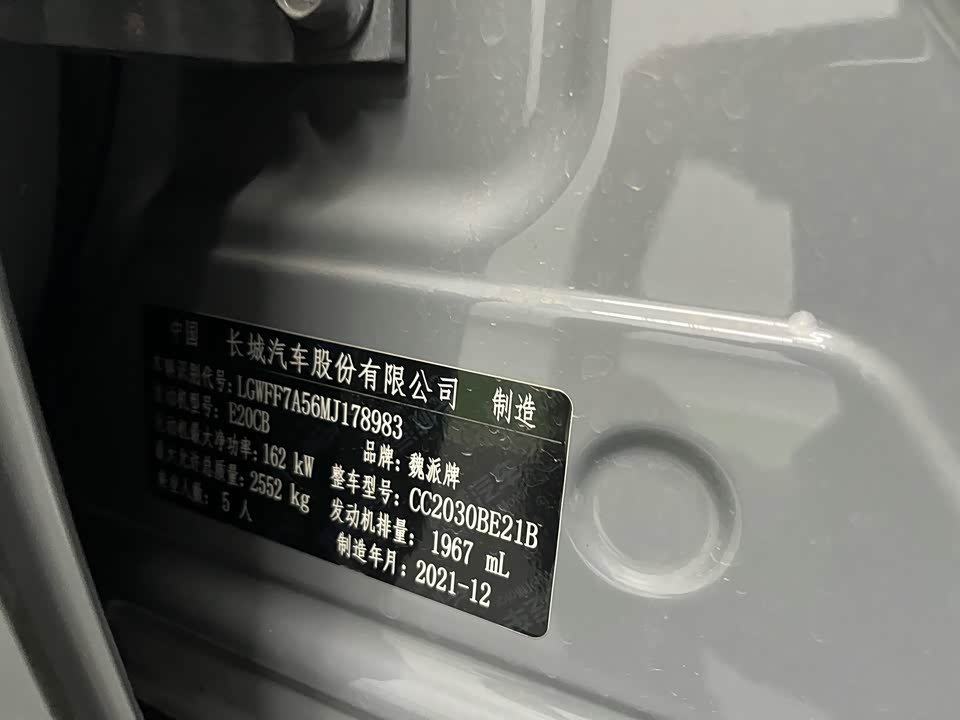 中国 长城汽车股份有限公司 制造
车辆识别代号：LGWFF7A56MJ178983
发动机型号：E20CB 品牌：魏派牌
发动机最大净功率：162 kW 整车型号：CC2030BE21B
最大允许总质量：2552 kg 发动机排量：1967 mL
乘坐人数：5 人 制造年月：2021-12